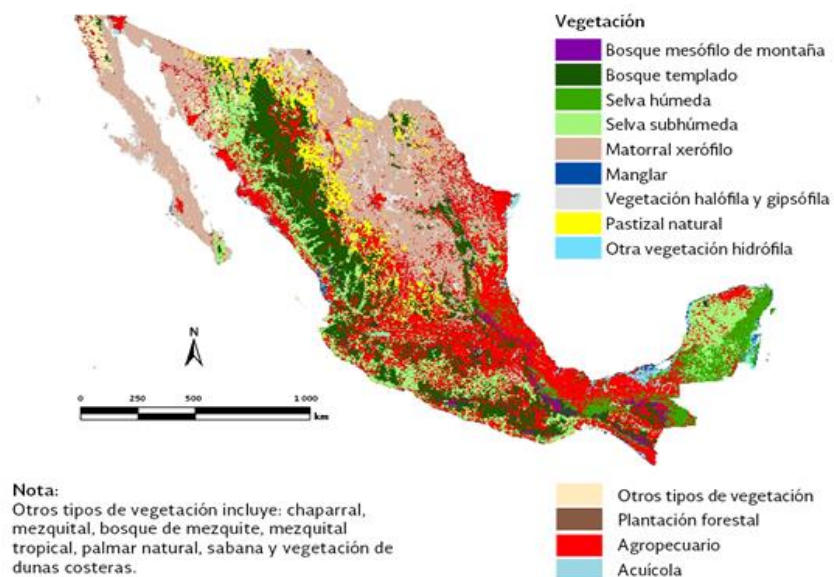 Vegetación
Bosque mesófilo de montaña
Bosque templado
Selva húmeda
Selva subhúmeda
Matorral xerófilo
Manglar
Vegetación halófila y gipsófila
Pastizal natural
Otra vegetación hidrófila
N
0 250 500 1 000
km
Nota:
Otros tipos de vegetación incluye: chaparral,
mezquital, bosque de mezquite, mezquital
tropical, palmar natural, sabana y vegetación de
dunas costeras.
Otros tipos de vegetación
Plantación forestal
Agropecuario
Acuícola